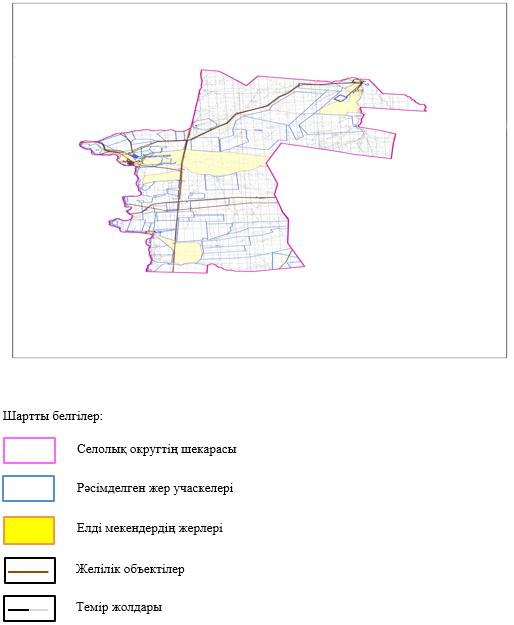 Шартты белгілер:
Селолық округтің шекарасы
Рәсімделген жер учаскелері
Елді мекендердің жерлері
Желілік объектілер
Темір жолдары